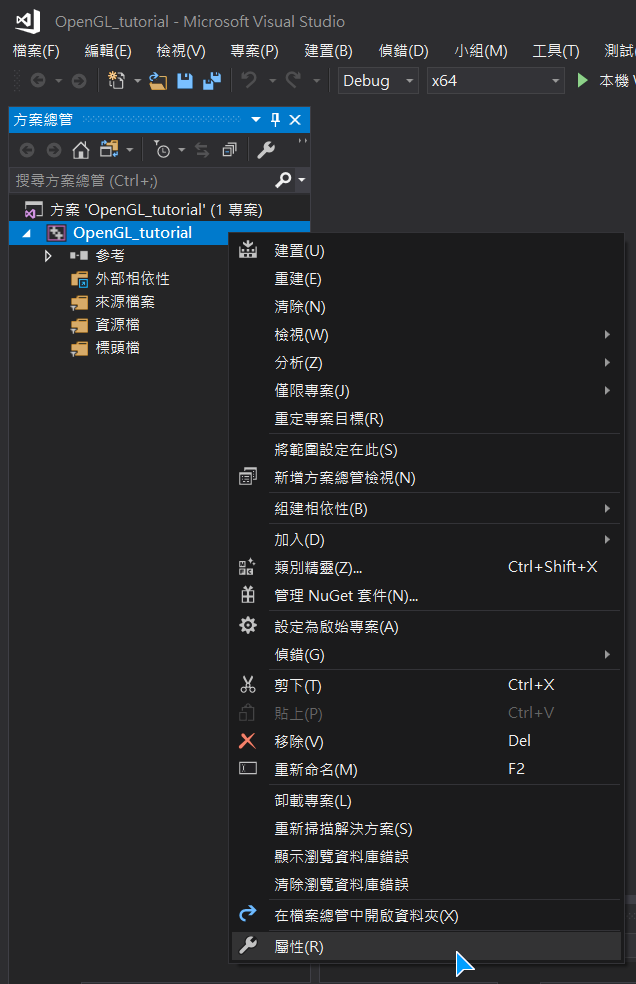 OpenGL_tutorial - Microsoft Visual Studio
檔案(F) 編輯(E) 檢視(V) 專案(P) 建置(B) 偵錯(D) 小組(M) 工具(T) 測試
Debug x64 本機
方案總管
搜尋方案總管 (Ctrl+;)
方案 'OpenGL_tutorial' (1 專案)
OpenGL_tutorial
參考
外部相依性
來源檔案
資源檔
標頭檔
建置(U)
重建(E)
清除(N)
檢視(W)
分析(Z)
僅限專案(J)
重定專案目標(R)
將範圍設定在此(S)
新增方案總管檢視(N)
組建相依性(B)
加入(D)
類別精靈(Z)... Ctrl+Shift+X
管理 NuGet 套件(N)...
設定為啟始專案(A)
偵錯(G)
剪下(T) Ctrl+X
貼上(P) Ctrl+V
移除(V) Del
重新命名(M) F2
卸載專案(L)
重新掃描解決方案(S)
顯示瀏覽資料庫錯誤
清除瀏覽資料庫錯誤
在檔案總管中開啟資料夾(X)
屬性(R)